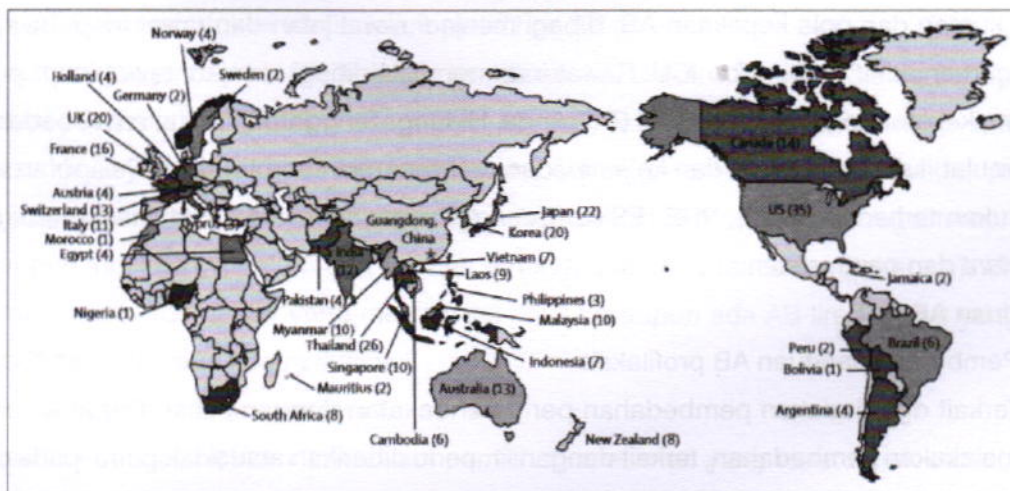 Norway (4)
Holland (4)
Sweden (2)
Germany (2)
UK (20)
France (16)
Canada (14)
Austria (4)
Switzerland (13)
Italy (11)
Morocco (1)
Egypt (4)
Guangdong,
China
India
Japan (22)
Korea (20)
US (35)
Vietnam (7)
Laos (9)
Jamaica (2)
Pakistan (4)
Philippines (3)
Nigeria (1)
Myanmar (10)
Malaysia (10)
Thailand (26)
Peru (2)
Brazil (6)
Singapore (10)
Indonesia (7)
Bolivia (1)
Mauritius (2)
Australia (13)
South Africa (8)
Argentina (4)
Cambodia (6)
New Zealand (8)